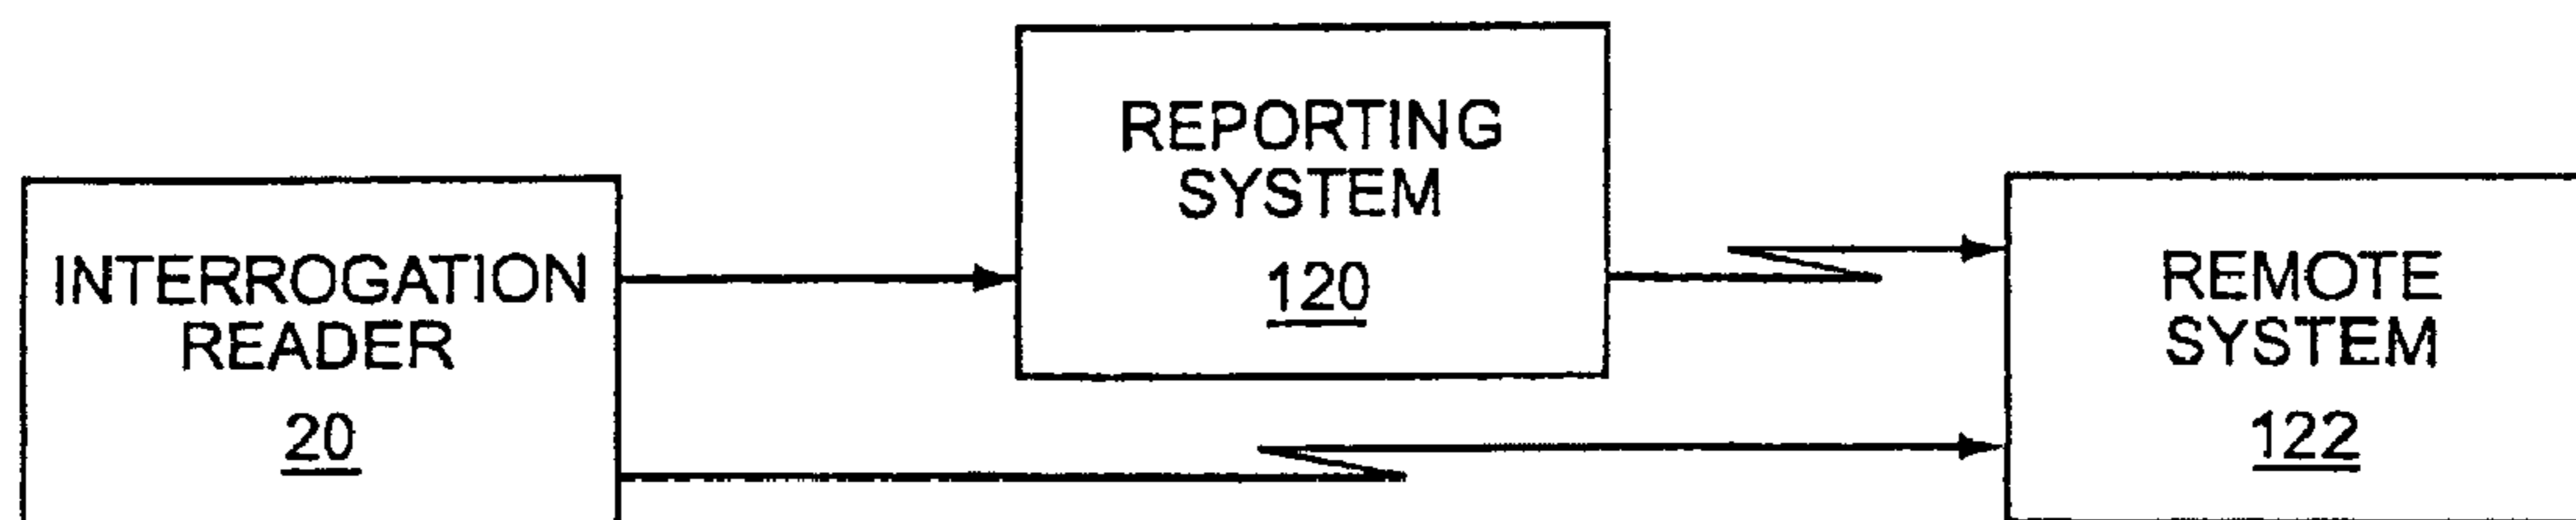 REPORTING
SYSTEM
120
INTERROGATION
READER
20
REMOTE
SYSTEM
122